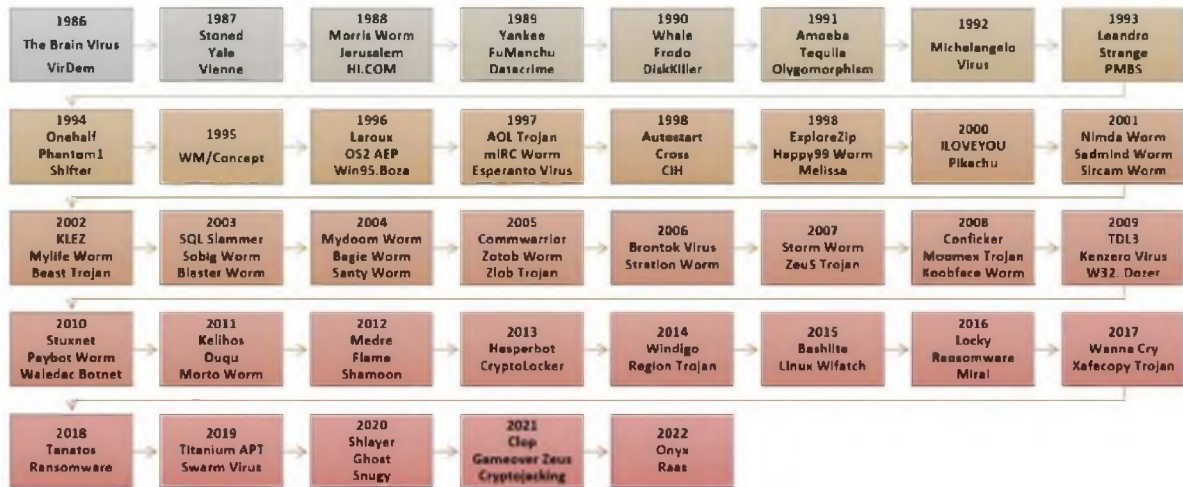 1986
The Brain Virus
VirDem
1987
Stoned
Yale
Vienne
1988
Morris Worm
Jerusalem
HI.COM
1989
Yankee
FuManchu
Datacrime
1990
Whale
Frodo
DiskKiller
1991
Amoeba
Tequila
Olygomorphism
1992
Michelangelo
Virus
1993
Leandro
Strange
PMBS
1994
Onehalf
Phantom1
Shifter
1995
WM/Concept
1996
Laroux
OS2 AEP
Win95.Boza
1997
AOL Trojan
mIRC Worm
Esperanto Virus
1998
Autostart
Cross
CIH
1998
ExploreZip
Happy99 Worm
Melissa
2000
ILOVEYOU
Pikachu
2001
Nimda Worm
Sadmind Worm
Sircam Worm
2002
KLEZ
Mylife Worm
Beast Trojan
2003
SQL Slammer
Sobig Worm
Blaster Worm
2004
Mydoom Worm
Bagie Worm
Santy Worm
2005
Commwarrior
Zotob Worm
Zlob Trojan
2006
Brontok Virus
Stration Worm
2007
Storm Worm
ZeuS Trojan
2008
Conficker
Mocmex Trojan
Koobface Worm
2009
TDL3
Kenzero Virus
W32. Dozer
2010
Stuxnet
Psybot Worm
Waledac Botnet
2011
Kelihos
Duqu
Morto Worm
2012
Medre
Flame
Shamoon
2013
Hesperbot
CryptoLocker
2014
Windigo
Region Trojan
2015
Bashlite
Linux Wifatch
2016
Locky
Ransomware
Mirai
2017
Wanna Cry
Xafecopy Trojan
2018
Tanatos
Ransomware
2019
Titanium APT
Swarm Virus
2020
Shlayer
Ghost
Snugy
2021
Clop
Gameover Zeus
Cryptojacking
2022
Onyx
Raas